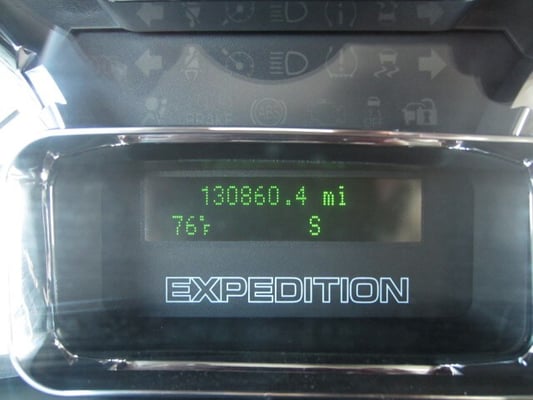 BRAKE
130860.4 mi
76°F S
EXPEDITION